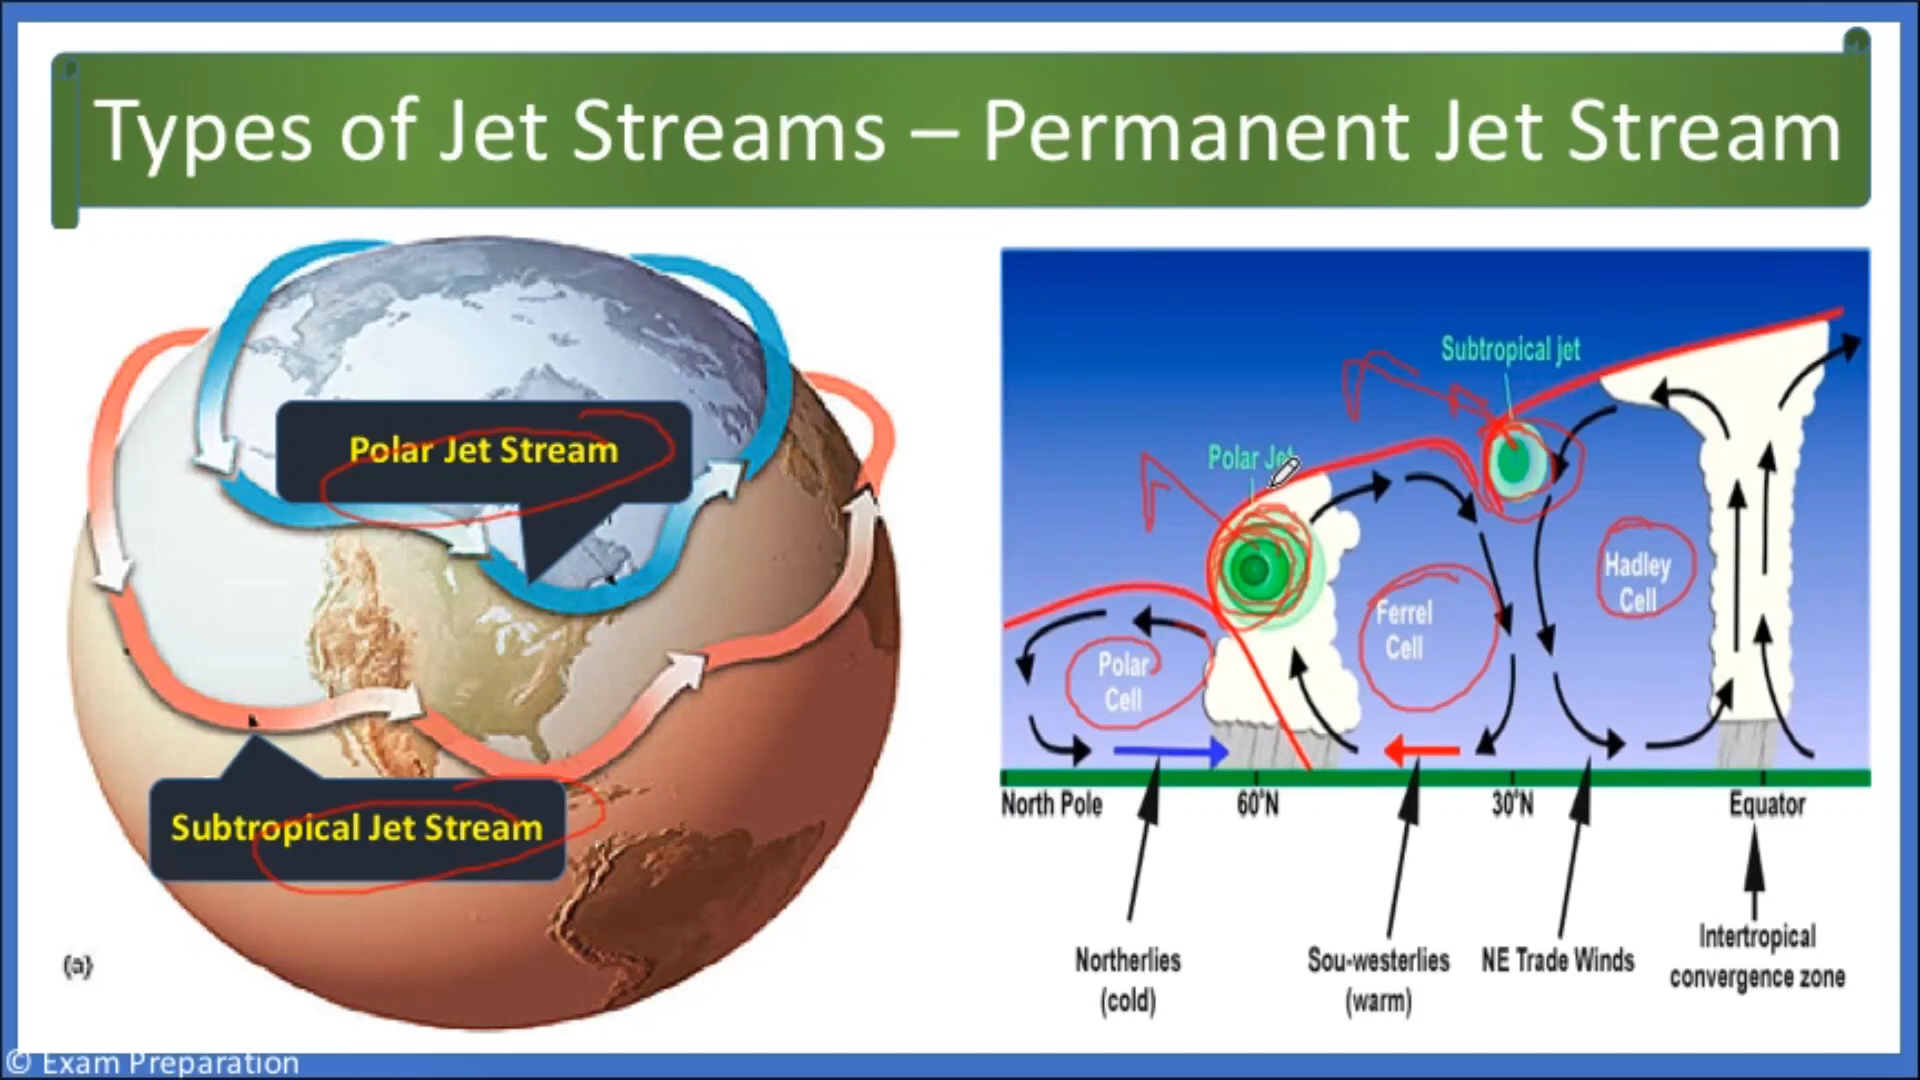 Types of Jet Streams – Permanent Jet Stream
Polar Jet Stream
Subtropical Jet Stream
(a)
Subtropical jet
Polar Jet
Hadley
Cell
Ferrel
Cell
Polar
Cell
North Pole
60°N
30°N
Equator
Northerlies
(cold)
Sou-westerlies
(warm)
NE Trade Winds
Intertropical
convergence zone
© Exam Preparation